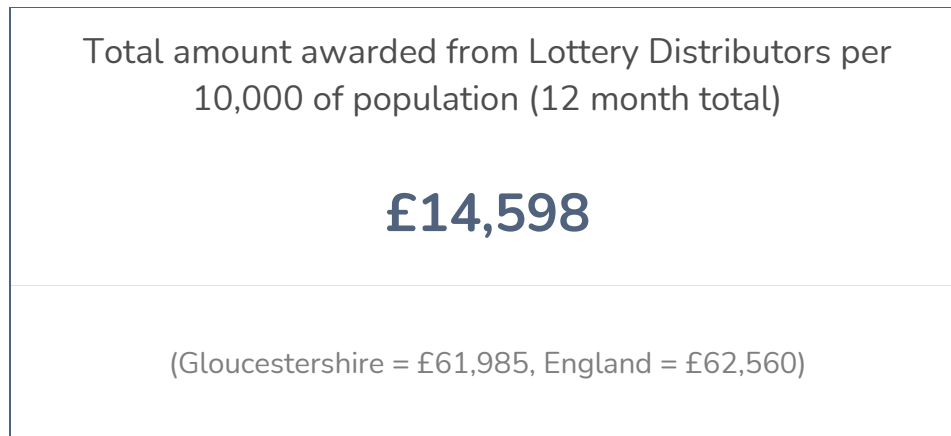 Total amount awarded from Lottery Distributors per
10,000 of population (12 month total)
£14,598
(Gloucestershire = £61,985, England = £62,560)